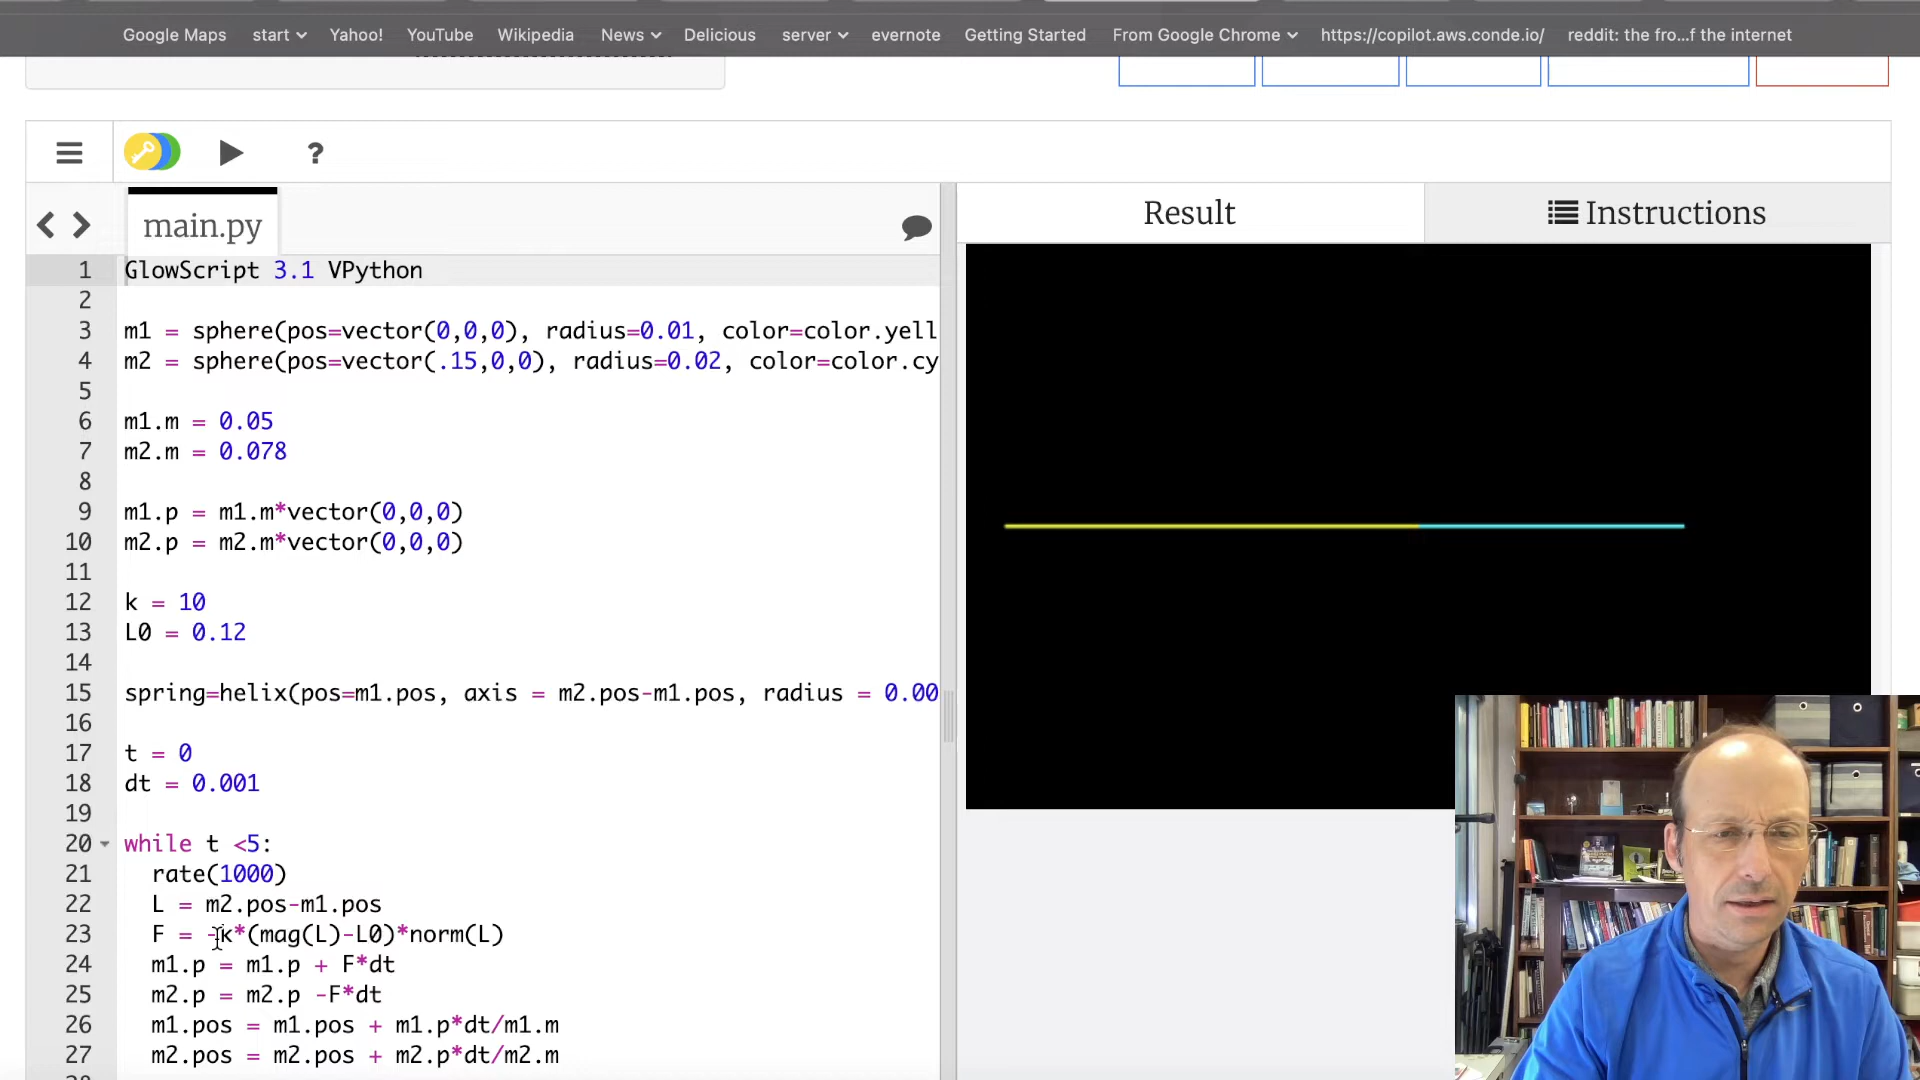 Google Maps start Yahoo! YouTube Wikipedia News Delicious server evernote Getting Started From Google Chrome https://copilot.aws.conde.io/ reddit: the fro...f the internet
?
main.py
Result
Instructions
1 GlowScript 3.1 VPython
2
3 m1 = sphere(pos=vector(0,0,0), radius=0.01, color=color.yell
4 m2 = sphere(pos=vector(.15,0,0), radius=0.02, color=color.cy
5
6 m1.m = 0.05
7 m2.m = 0.078
8
9 m1.p = m1.m*vector(0,0,0)
10 m2.p = m2.m*vector(0,0,0)
11
12 k = 10
13 L0 = 0.12
14
15 spring=helix(pos=m1.pos, axis = m2.pos-m1.pos, radius = 0.00
16
17 t = 0
18 dt = 0.001
19
20 while t <5:
21 rate(1000)
22 L = m2.pos-m1.pos
23 F = -k*(mag(L)-L0)*norm(L)
24 m1.p = m1.p + F*dt
25 m2.p = m2.p -F*dt
26 m1.pos = m1.pos + m1.p*dt/m1.m
27 m2.pos = m2.pos + m2.p*dt/m2.m